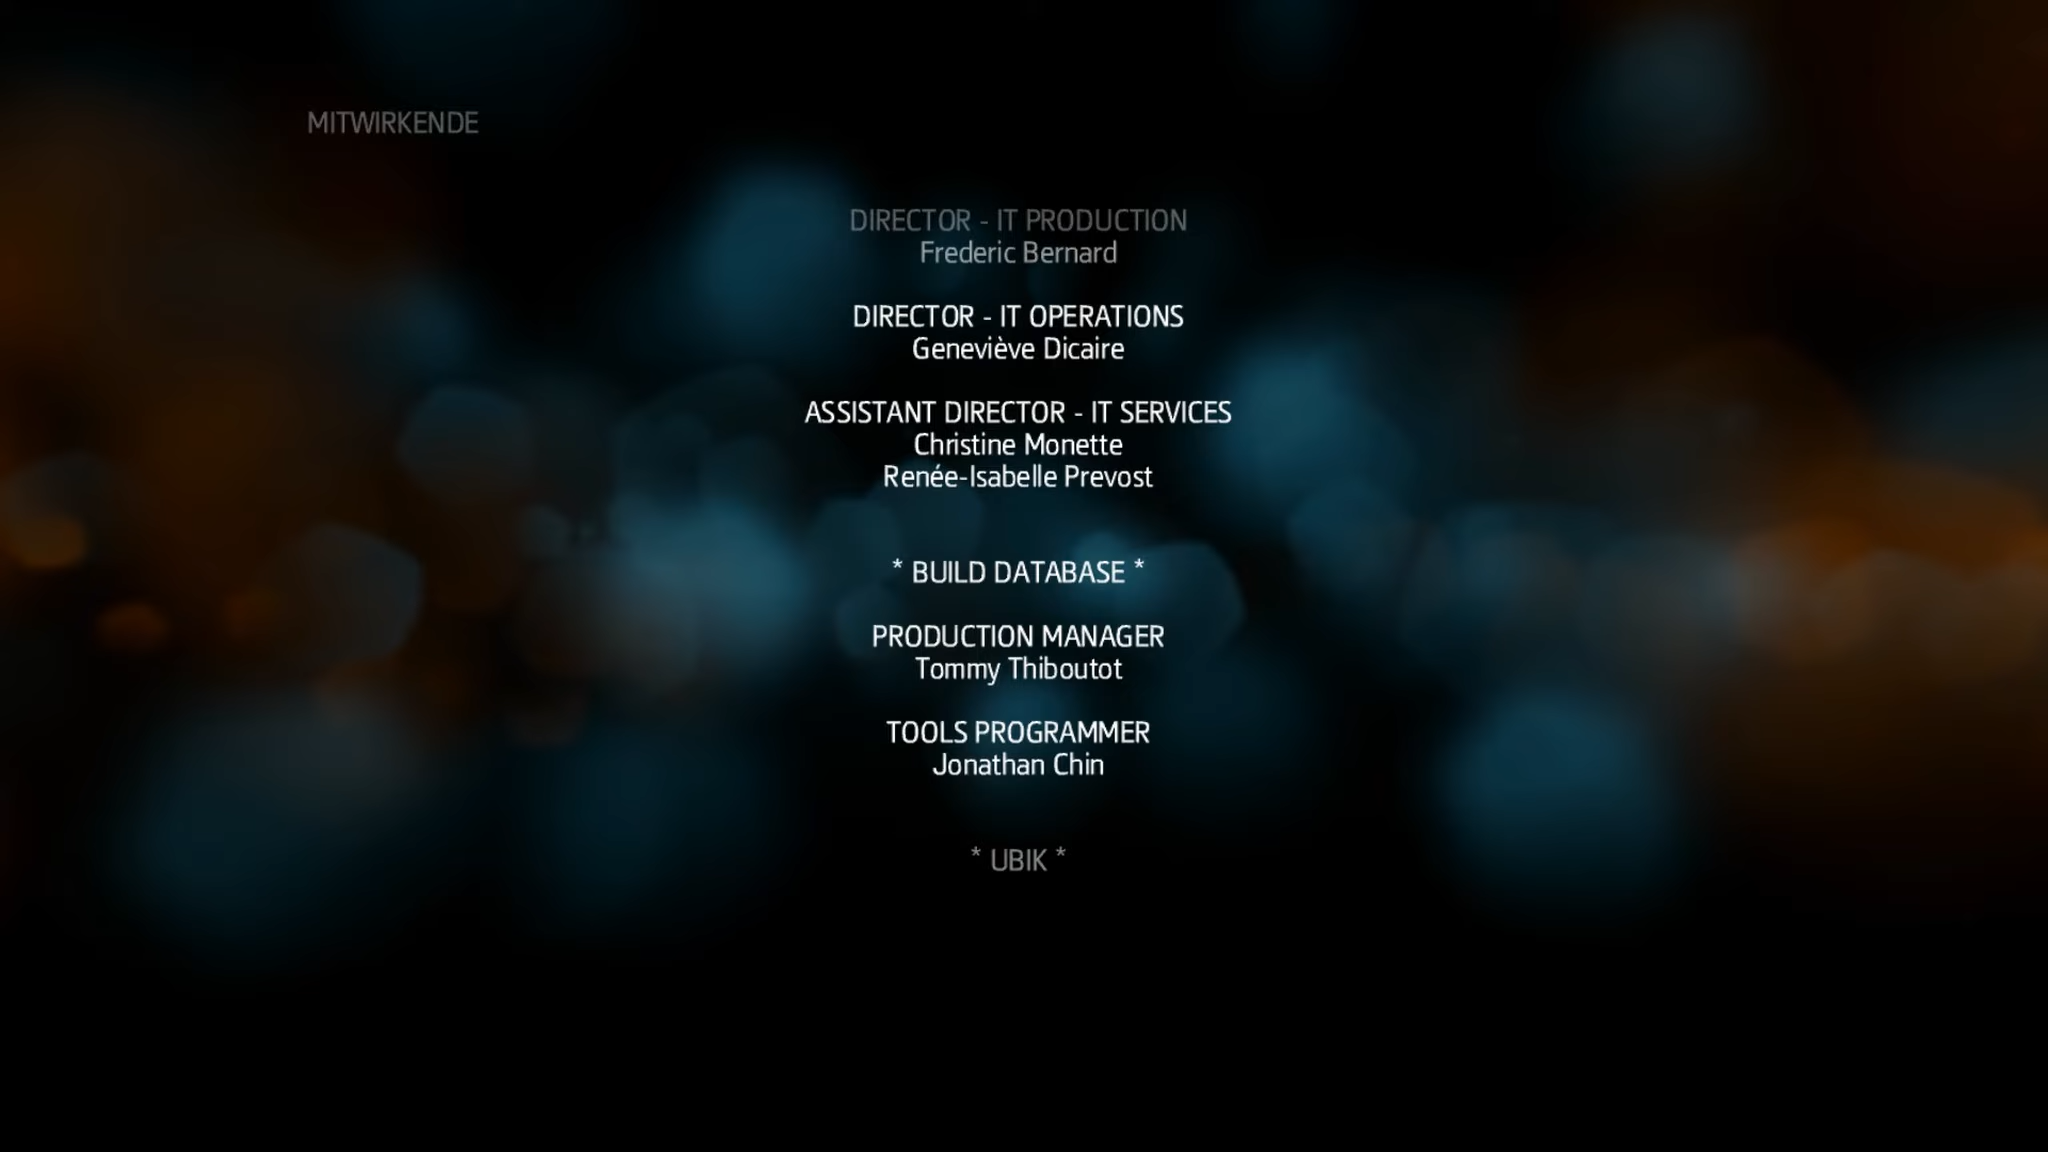 MITWIRKENDE
DIRECTOR - IT PRODUCTION
Frederic Bernard
DIRECTOR - IT OPERATIONS
Geneviève Dicaire
ASSISTANT DIRECTOR - IT SERVICES
Christine Monette
Renée-Isabelle Prevost
* BUILD DATABASE *
PRODUCTION MANAGER
Tommy Thiboutot
TOOLS PROGRAMMER
Jonathan Chin
* UBIK *